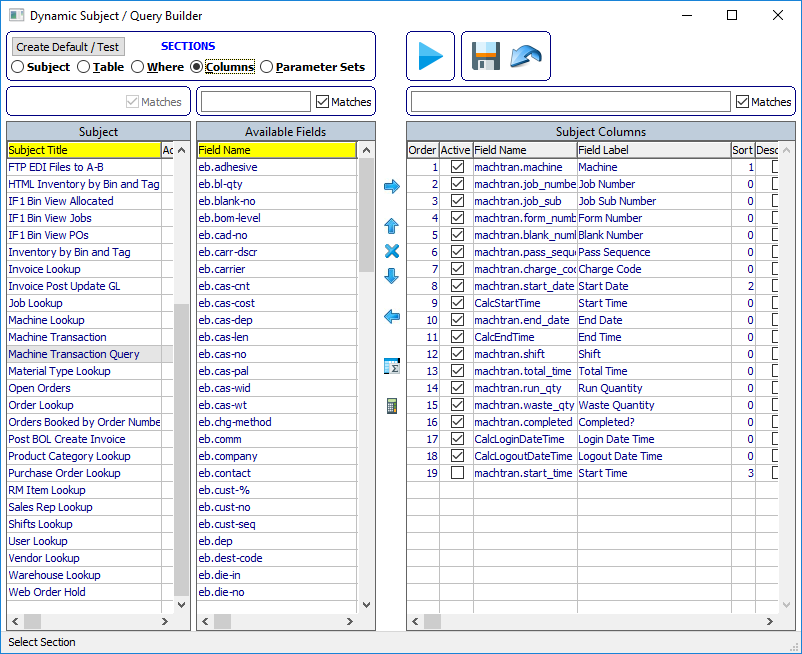 Dynamic Subject / Query Builder
Create Default / Test
SECTIONS
Subject Table Where Columns Parameter Sets
Matches
Matches
Matches
Subject
Subject Title Ac
FTP EDI Files to A-B
HTML Inventory by Bin and Tag
IF1 Bin View Allocated
IF1 Bin View Jobs
IF1 Bin View POs
Inventory by Bin and Tag
Invoice Lookup
Invoice Post Update GL
Job Lookup
Machine Lookup
Machine Transaction
Machine Transaction Query
Material Type Lookup
Open Orders
Order Lookup
Orders Booked by Order Numbe
Post BOL Create Invoice
Product Category Lookup
Purchase Order Lookup
RM Item Lookup
Sales Rep Lookup
Shifts Lookup
User Lookup
Vendor Lookup
Warehouse Lookup
Web Order Hold
Available Fields
Field Name
eb.adhesive
eb.bl-qty
eb.blank-no
eb.bom-level
eb.cad-no
eb.carr-dscr
eb.carrier
eb.cas-cnt
eb.cas-cost
eb.cas-dep
eb.cas-len
eb.cas-no
eb.cas-pal
eb.cas-wid
eb.cas-wt
eb.chg-method
eb.comm
eb.company
eb.contact
eb.cust-%
eb.cust-no
eb.cust-seq
eb.dep
eb.dest-code
eb.die-in
eb.die-no
Subject Columns
Order Active Field Name Field Label Sort Desc
1 machtran.machine Machine 1
2 machtran.job_numbe Job Number 0
3 machtran.job_sub Job Sub Number 0
4 machtran.form_numb Form Number 0
5 machtran.blank_numl Blank Number 0
6 machtran.pass_seque Pass Sequence 0
7 machtran.charge_coc Charge Code 0
8 machtran.start_date Start Date 2
9 CalcStartTime Start Time 0
10 machtran.end_date End Date 0
11 CalcEndTime End Time 0
12 machtran.shift Shift 0
13 machtran.total_time Total Time 0
14 machtran.run_qty Run Quantity 0
15 machtran.waste_qty Waste Quantity 0
16 machtran.completed Completed? 0
17 CalcLoginDateTime Login Date Time 0
18 CalcLogoutDateTime Logout Date Time 0
19 machtran.start_time Start Time 3
Select Section